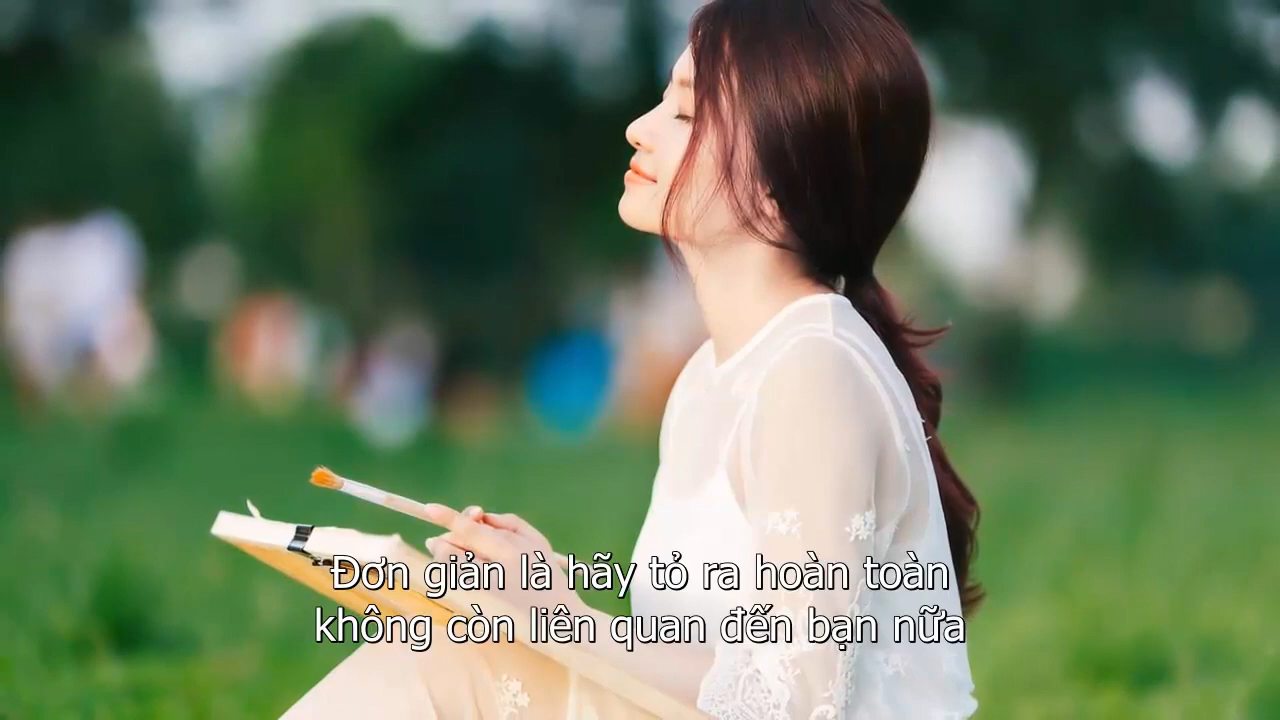 Đơn giản là hãy tỏ ra hoàn toàn
không còn liên quan đến bạn nữa